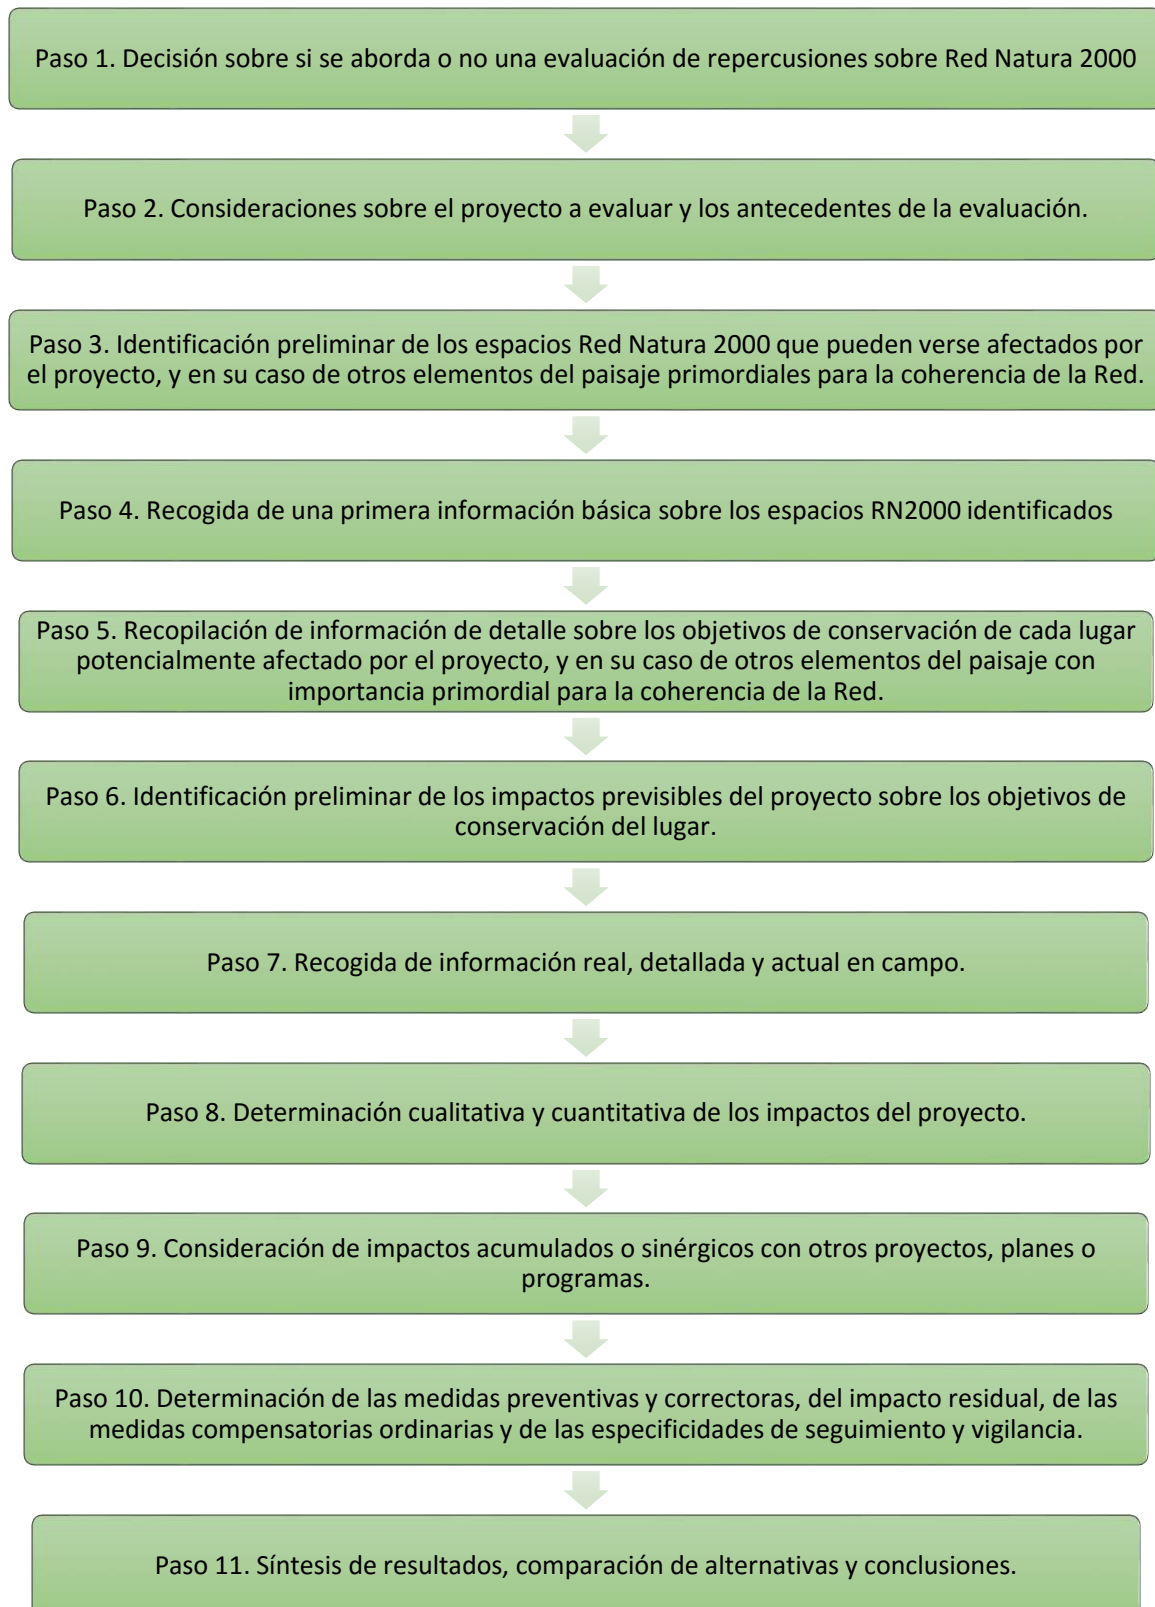 Paso 1. Decisión sobre si se aborda o no una evaluación de repercusiones sobre Red Natura 2000
Paso 2. Consideraciones sobre el proyecto a evaluar y los antecedentes de la evaluación.
Paso 3. Identificación preliminar de los espacios Red Natura 2000 que pueden verse afectados por
el proyecto, y en su caso de otros elementos del paisaje primordiales para la coherencia de la Red.
Paso 4. Recogida de una primera información básica sobre los espacios RN2000 identificados
Paso 5. Recopilación de información de detalle sobre los objetivos de conservación de cada lugar
potencialmente afectado por el proyecto, y en su caso de otros elementos del paisaje con
importancia primordial para la coherencia de la Red.
Paso 6. Identificación preliminar de los impactos previsibles del proyecto sobre los objetivos de
conservación del lugar.
Paso 7. Recogida de información real, detallada y actual en campo.
Paso 8. Determinación cualitativa y cuantitativa de los impactos del proyecto.
Paso 9. Consideración de impactos acumulados o sinérgicos con otros proyectos, planes o
programas.
Paso 10. Determinación de las medidas preventivas y correctoras, del impacto residual, de las
medidas compensatorias ordinarias y de las especificidades de seguimiento y vigilancia.
Paso 11. Síntesis de resultados, comparación de alternativas y conclusiones.